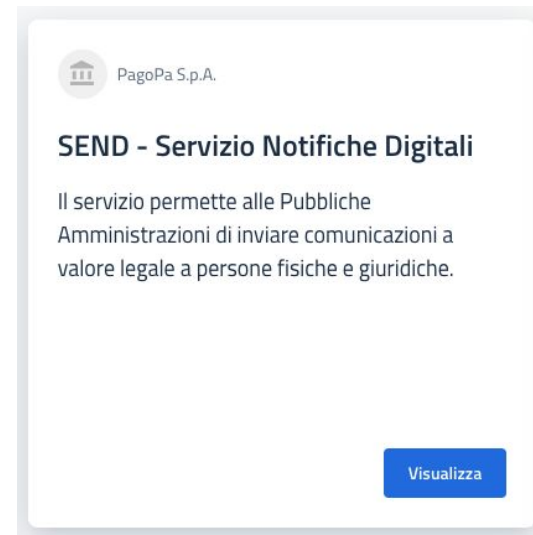 PagoPa S.p.A.
SEND - Servizio Notifiche Digitali
Il servizio permette alle Pubbliche
Amministrazioni di inviare comunicazioni a
valore legale a persone fisiche e giuridiche.
Visualizza